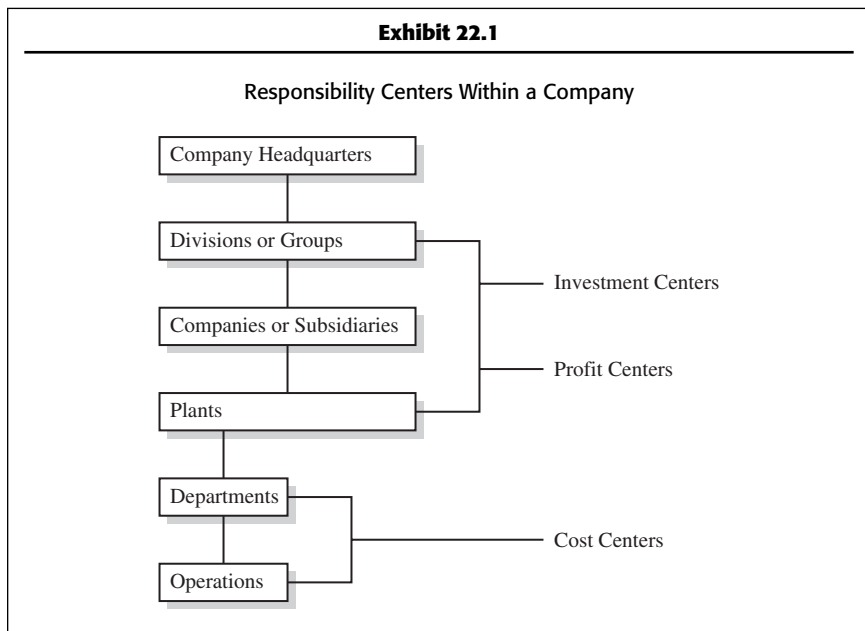 Exhibit 22.1
Responsibility Centers Within a Company
Company Headquarters
Divisions or Groups
Investment Centers
Companies or Subsidiaries
Profit Centers
Plants
Departments
Cost Centers
Operations